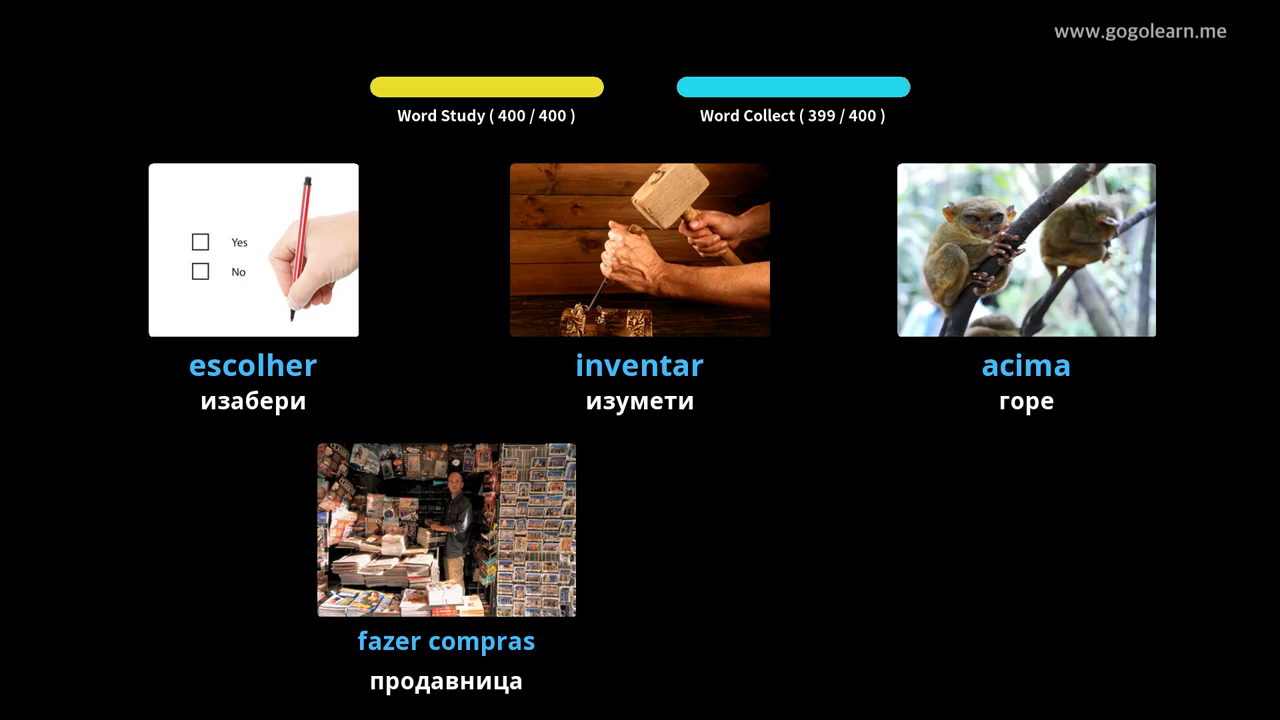 www.gogolearn.me
Word Study ( 400 / 400 )
Word Collect ( 399 / 400 )
Yes
No
escolher
изабери
inventar
изумети
acima
горе
fazer compras
продавница